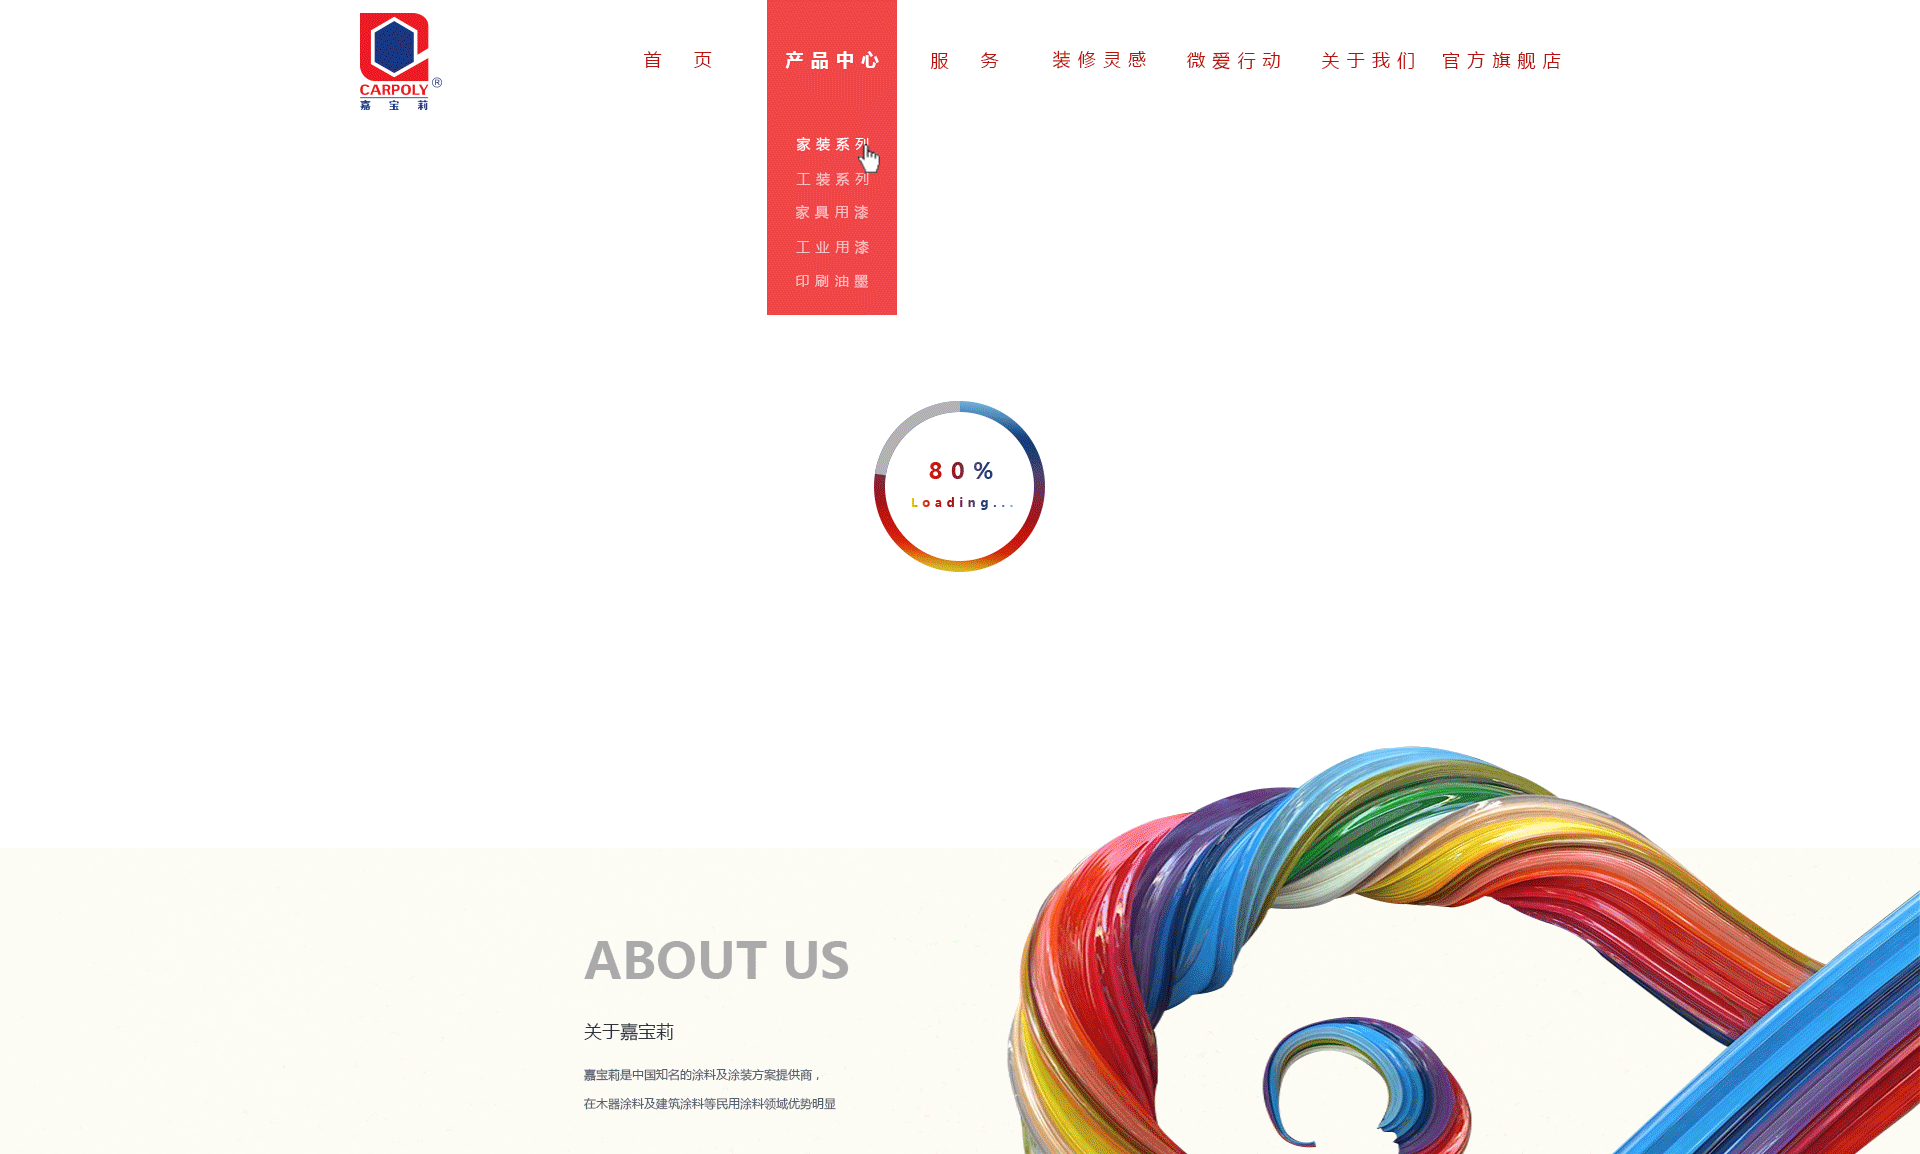 CARPOLY®
嘉宝莉
首页 产品中心 服务 装修灵感 微爱行动 关于我们 官方旗舰店
家装系列
工装系列
家具用漆
工业用漆
印刷油墨
80%
Loading...
ABOUT US
关于嘉宝莉
嘉宝莉是中国知名的涂料及涂装方案提供商，
在木器涂料及建筑涂料等民用涂料领域优势明显